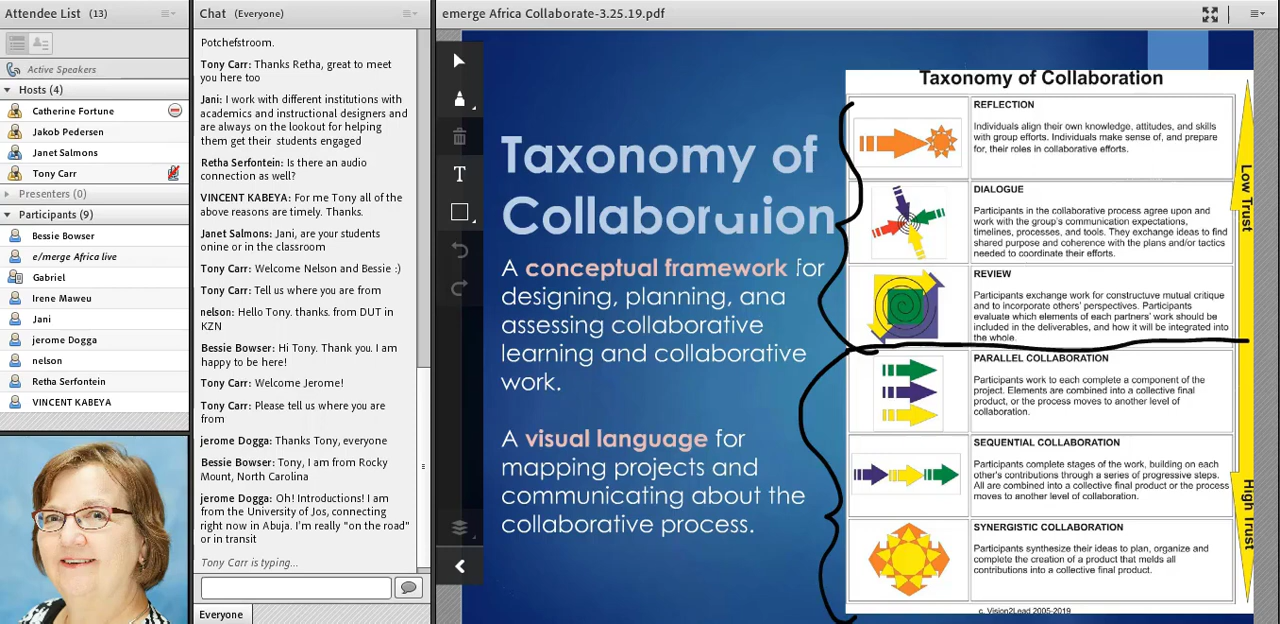 Attendee List (13)
Active Speakers
Hosts (4)
Catherine Fortune
Jakob Pedersen
Janet Salmons
Tony Carr
Presenters (0)
Participants (9)
Bessie Bowser
e/merge Africa live
Gabriel
Irene Maweu
Jani
jerome Dogga
nelson
Retha Serfontein
VINCENT KABEYA
Chat (Everyone)
Potchefstroom.
Tony Carr: Thanks Retha, great to meet
you here too
Jani: I work with different institutions with
academics and instructional designers and
are always on the lookout for helping
them get their students engaged
Retha Serfontein: Is there an audio
connection as well?
VINCENT KABEYA: For me Tony all of the
above reasons are timely. Thanks.
Janet Salmons: Jani, are your students
onine or in the classroom
Tony Carr: Welcome Nelson and Bessie :)
Tony Carr: Tell us where you are from
nelson: Hello Tony. thanks. from DUT in
KZN
Bessie Bowser: Hi Tony. Thank you. I am
happy to be here!
Tony Carr: Welcome Jerome!
Tony Carr: Please tell us where you are
from
jerome Dogga: Thanks Tony, everyone
Bessie Bowser: Tony, I am from Rocky
Mount, North Carolina
jerome Dogga: Oh! Introductions! I am
from the University of Jos, connecting
right now in Abuja. I'm really "on the road"
or in transit
Tony Carr is typing...
Everyone
emerge Africa Collaborate-3.25.19.pdf
T
Taxonomy of
Collaboration
A conceptual framework for
designing, planning, and
assessing collaborative
learning and collaborative
work.
A visual language for
mapping projects and
communicating about the
collaborative process.
Taxonomy of Collaboration
REFLECTION
Individuals align their own knowledge, attitudes, and skills
with group efforts. Individuals make sense of, and prepare
for, their roles in collaborative efforts.
DIALOGUE
Participants in the collaborative process agree upon and
work with the group's communication expectations,
timelines, processes, and tools. They exchange ideas to find
shared purpose and coherence with the plans and/or tactics
needed to coordinate their efforts.
REVIEW
Participants exchange work for constructuve mutual critique
and to incorporate others' perspectives. Participants
evaluate which elements of each partners' work should be
included in the deliverables, and how it will be integrated into
the whole.
PARALLEL COLLABORATION
Participants work to each complete a component of the
project. Elements are combined into a collective final
product, or the process moves to another level of
collaboration.
SEQUENTIAL COLLABORATION
Participants complete stages of the work, building on each
other's contributions through a series of progressive steps.
All are combined into a collective final product or the process
moves to another level of collaboration.
SYNERGISTIC COLLABORATION
Participants synthesize their ideas to plan, organize and
complete the creation of a product that melds all
contributions into a collective final product.
c. Vision2Lead 2005-2019
Low Trust
High Trust